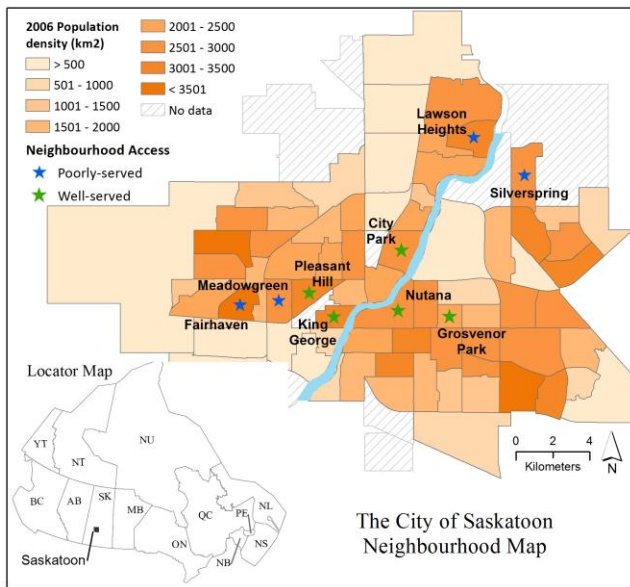 2006 Population
density (km2)
> 500
501 - 1000
1001 - 1500
1501 - 2000
2001 - 2500
2501 - 3000
3001 - 3500
< 3501
No data
Neighbourhood Access
Poorly-served
Well-served
Lawson
Heights
Silverspring
City
Park
Pleasant
Hill
Meadowgreen
Fairhaven
King
George
Nutana
Grosvenor
Park
Locator Map
YT
NT
NU
BC
AB
SK
MB
ON
QC
PE
NL
NB
NS
Saskatoon
0 2 4
Kilometers
N
The City of Saskatoon
Neighbourhood Map